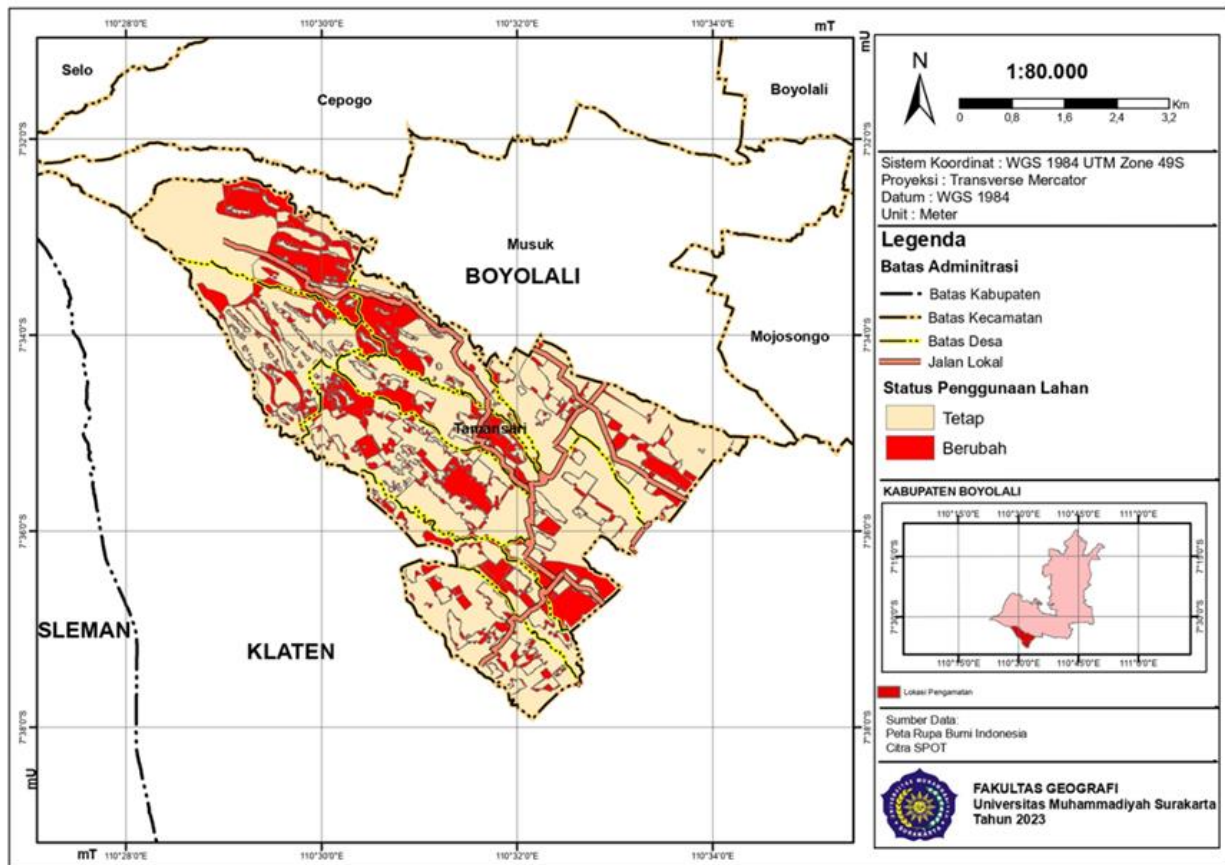 110°28'0"E
110°30'0"E
110°32'0"E
110°34'0"E
mT
mU
Selo
Cepogo
Boyolali
7°32'0"S
7°32'0"S
Musuk
BOYOLALI
7°34'0"S
7°34'0"S
Mojosongo
Tamansari
7°36'0"S
7°36'0"S
SLEMAN
KLATEN
7°38'0"S
7°38'0"S
mU
mT
110°28'0"E
110°30'0"E
110°32'0"E
110°34'0"E
N
1:80.000
0 0,8 1,6 2,4 3,2 Km
Sistem Koordinat : WGS 1984 UTM Zone 49S
Proyeksi : Transverse Mercator
Datum : WGS 1984
Unit : Meter
Legenda
Batas Adminitrasi
Batas Kabupaten
Batas Kecamatan
Batas Desa
Jalan Lokal
Status Penggunaan Lahan
Tetap
Berubah
KABUPATEN BOYOLALI
110°15'0"E 110°30'0"E 110°45'0"E 111°0'0"E
7°15'0"S
7°15'0"S
7°30'0"S
7°30'0"S
110°15'0"E 110°30'0"E 110°45'0"E 111°0'0"E
Lokasi Pengamatan
Sumber Data:
Peta Rupa Bumi Indonesia
Citra SPOT
FAKULTAS GEOGRAFI
Universitas Muhammadiyah Surakarta
Tahun 2023